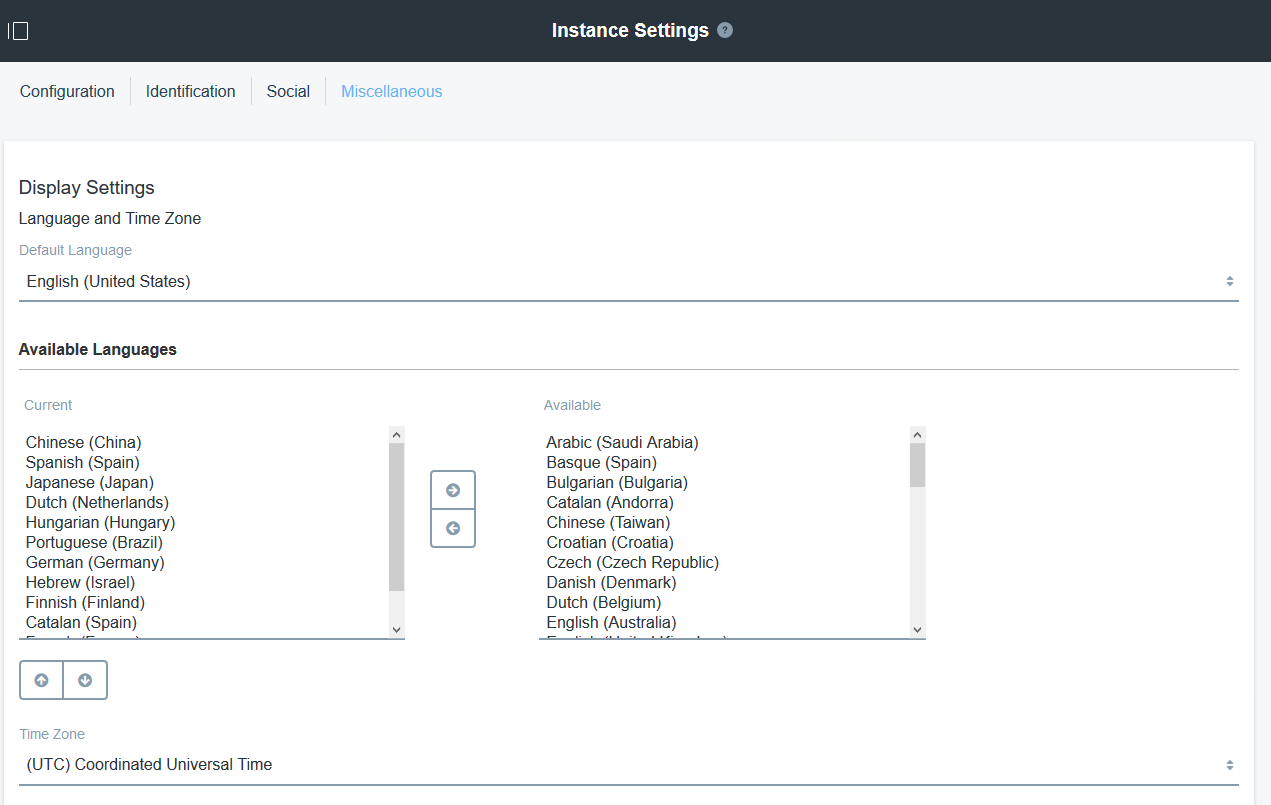 Instance Settings ?
Configuration
Identification
Social
Miscellaneous
Display Settings
Language and Time Zone
Default Language
English (United States)
Available Languages
Current
Chinese (China)
Spanish (Spain)
Japanese (Japan)
Dutch (Netherlands)
Hungarian (Hungary)
Portuguese (Brazil)
German (Germany)
Hebrew (Israel)
Finnish (Finland)
Catalan (Spain)
Available
Arabic (Saudi Arabia)
Basque (Spain)
Bulgarian (Bulgaria)
Catalan (Andorra)
Chinese (Taiwan)
Croatian (Croatia)
Czech (Czech Republic)
Danish (Denmark)
Dutch (Belgium)
English (Australia)
Time Zone
(UTC) Coordinated Universal Time